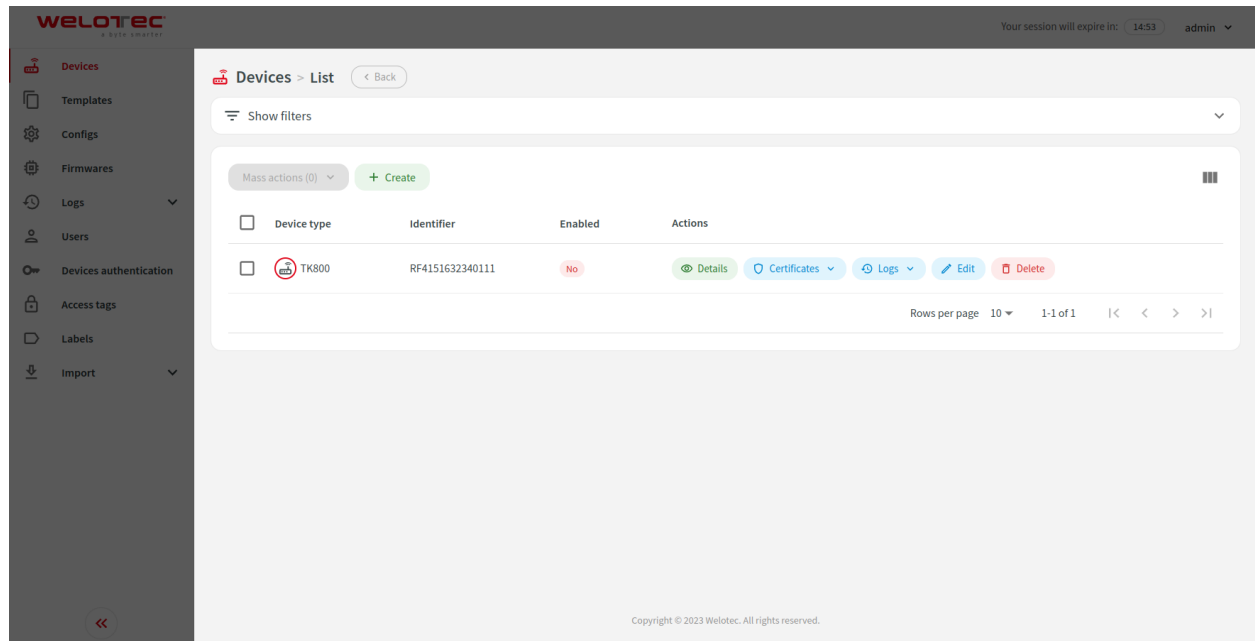 WELOTEC
a byte smarter
Your session will expire in: 14:53 admin
Devices
Templates
Configs
Firmwares
Logs
Users
Devices authentication
Access tags
Labels
Import
Devices > List < Back
Show filters
Mass actions (0) + Create
Device type Identifier Enabled Actions
TK800 RF4151632340111 No Details Certificates Logs Edit Delete
Rows per page 10 1-1 of 1
Copyright © 2023 Welotec. All rights reserved.